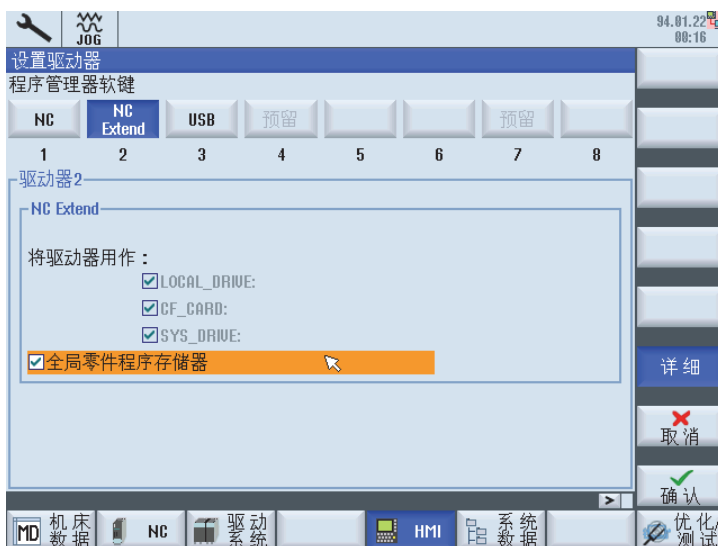 94.01.22
JOG
00:16
设置驱动器
程序管理器软键
NC
NC Extend
USB
预留
预留
1 2 3 4 5 6 7 8
驱动器2
NC Extend
将驱动器用作：
LOCAL_DRIVE:
CF_CARD:
SYS_DRIVE:
全局零件程序存储器
详细
取消
确认
>
MD 机床数据
NC
驱动系统
HMI
系统数据
优化/测试